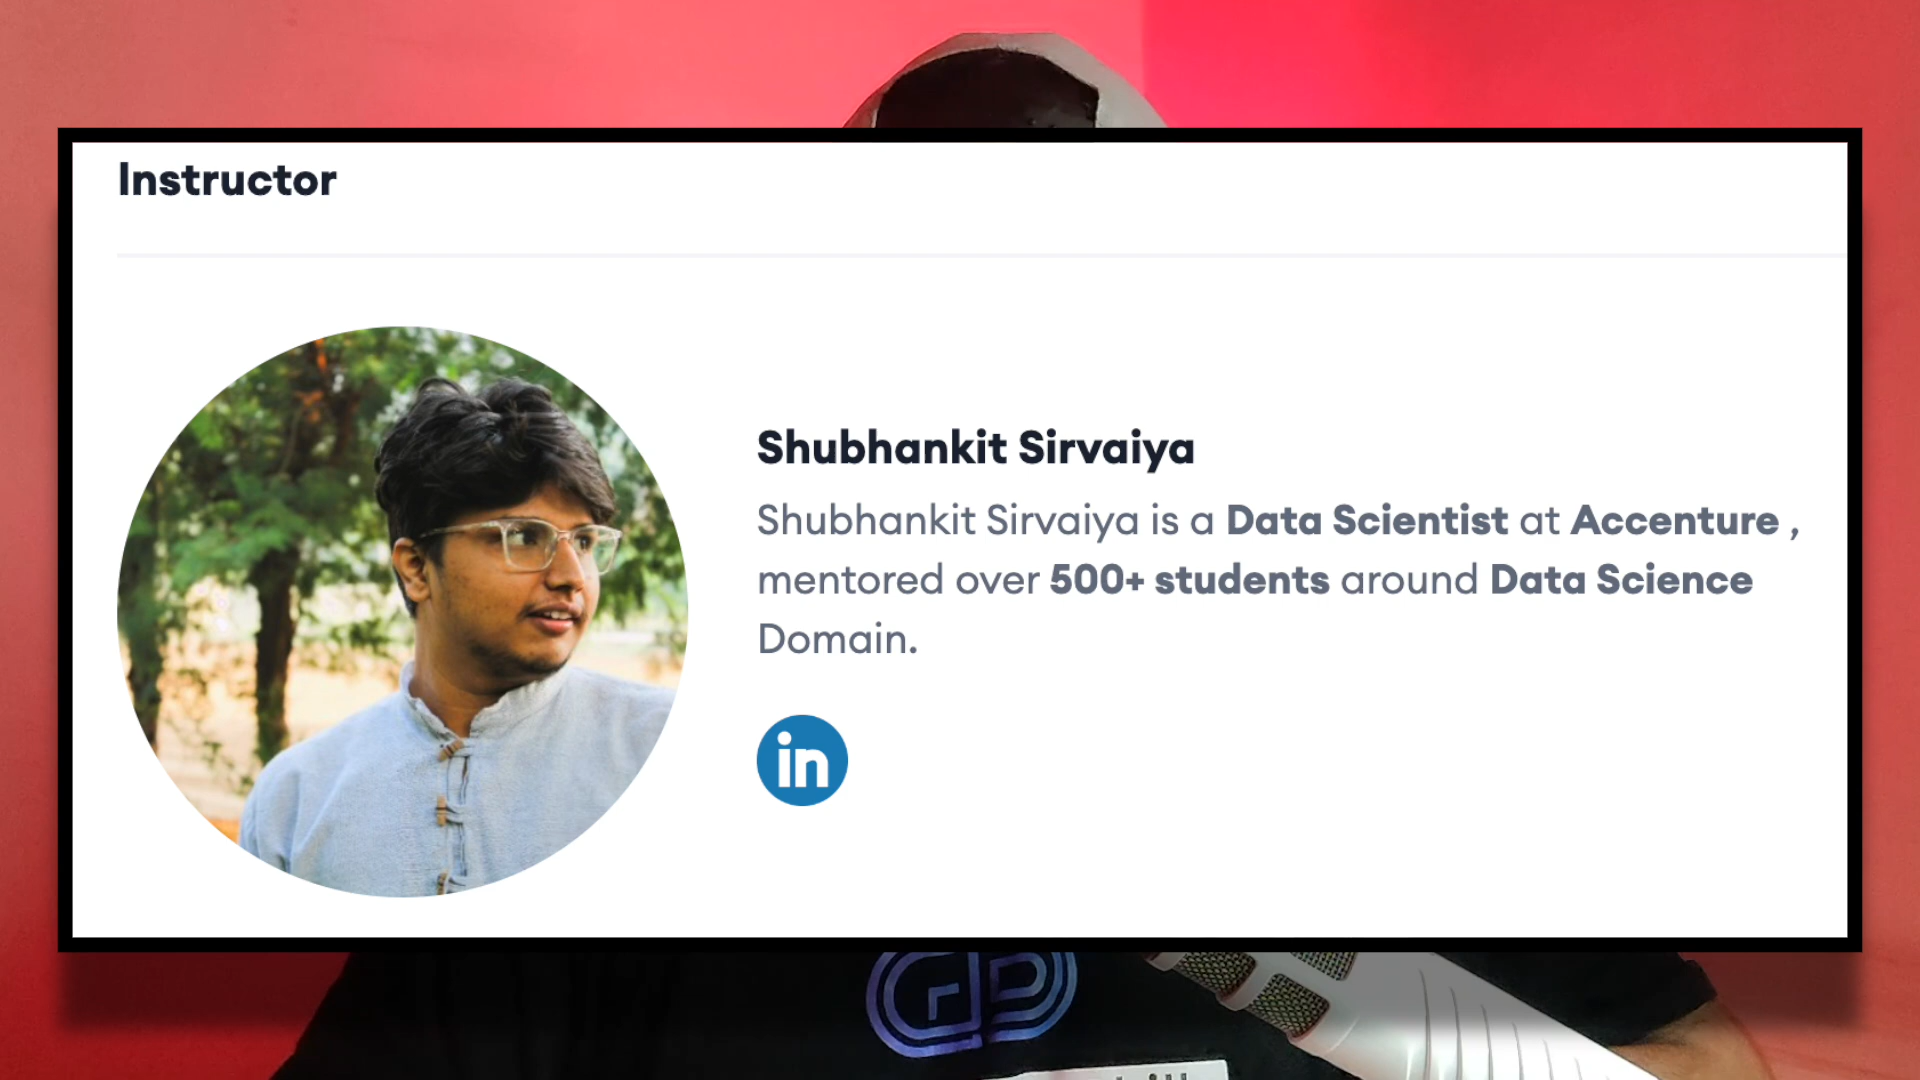 Instructor
Shubhankit Sirvaiya
Shubhankit Sirvaiya is a Data Scientist at Accenture ,
mentored over 500+ students around Data Science
Domain.
in